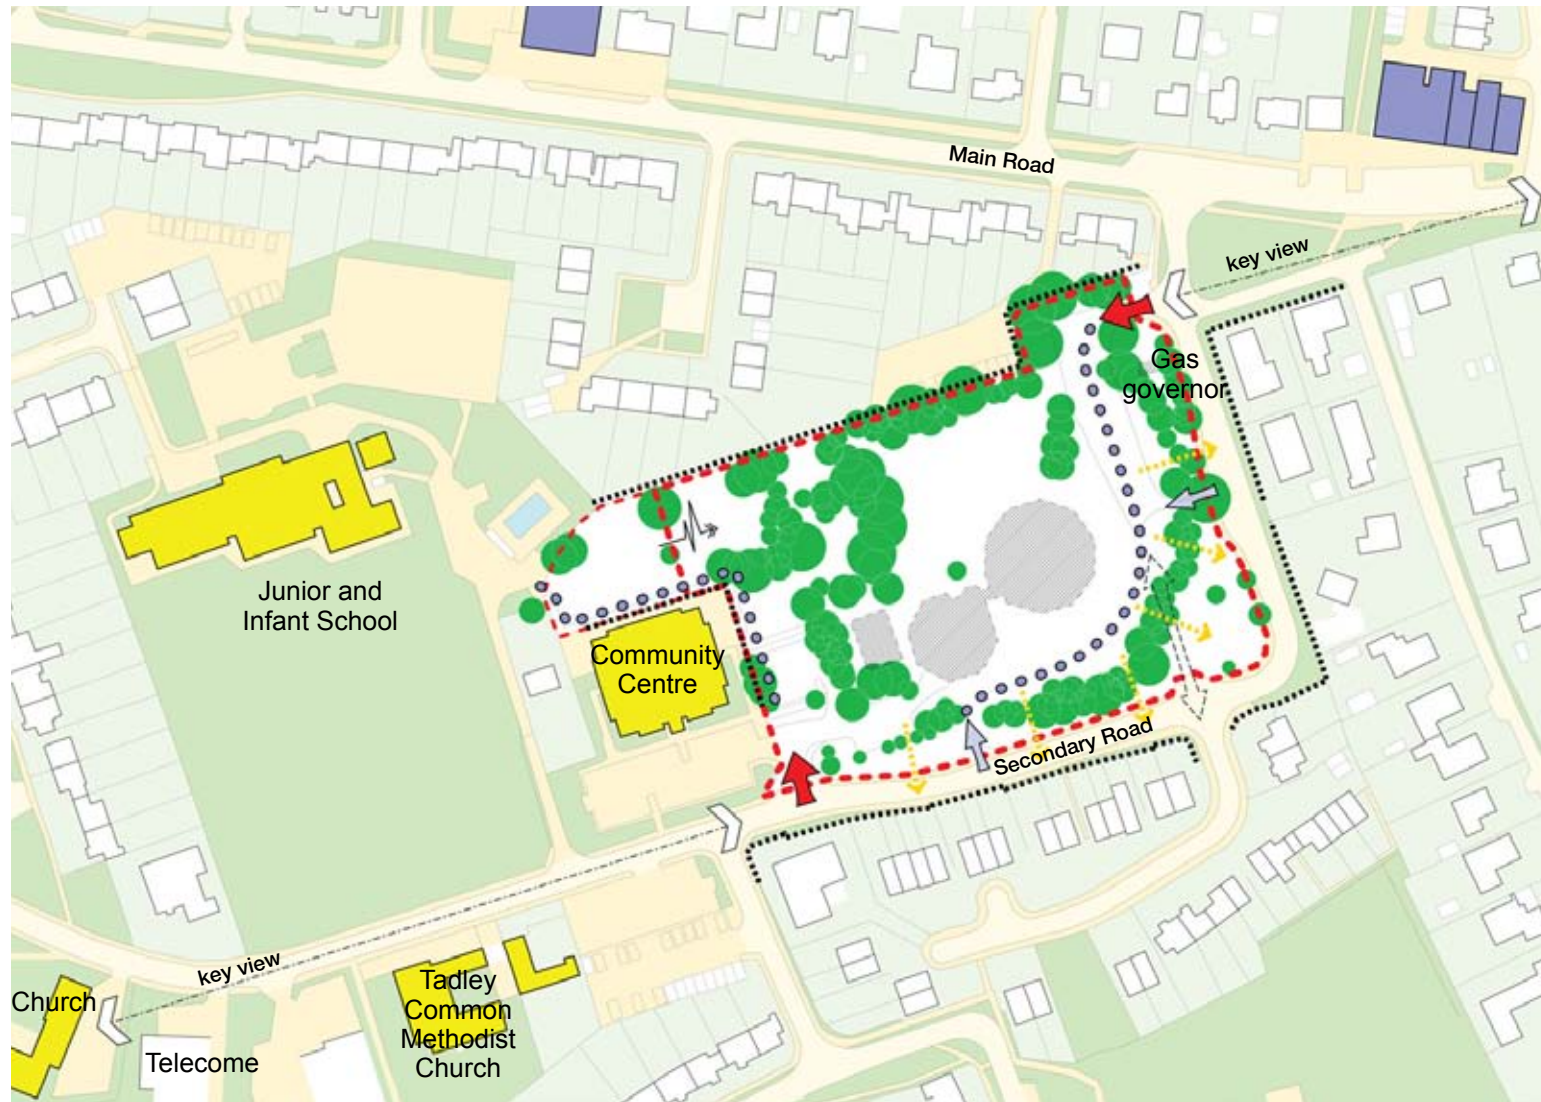 Main Road
key view
Gas
governor
Junior and
Infant School
Community
Centre
Secondary Road
key view
Church
Tadley
Common
Methodist
Church
Telecome